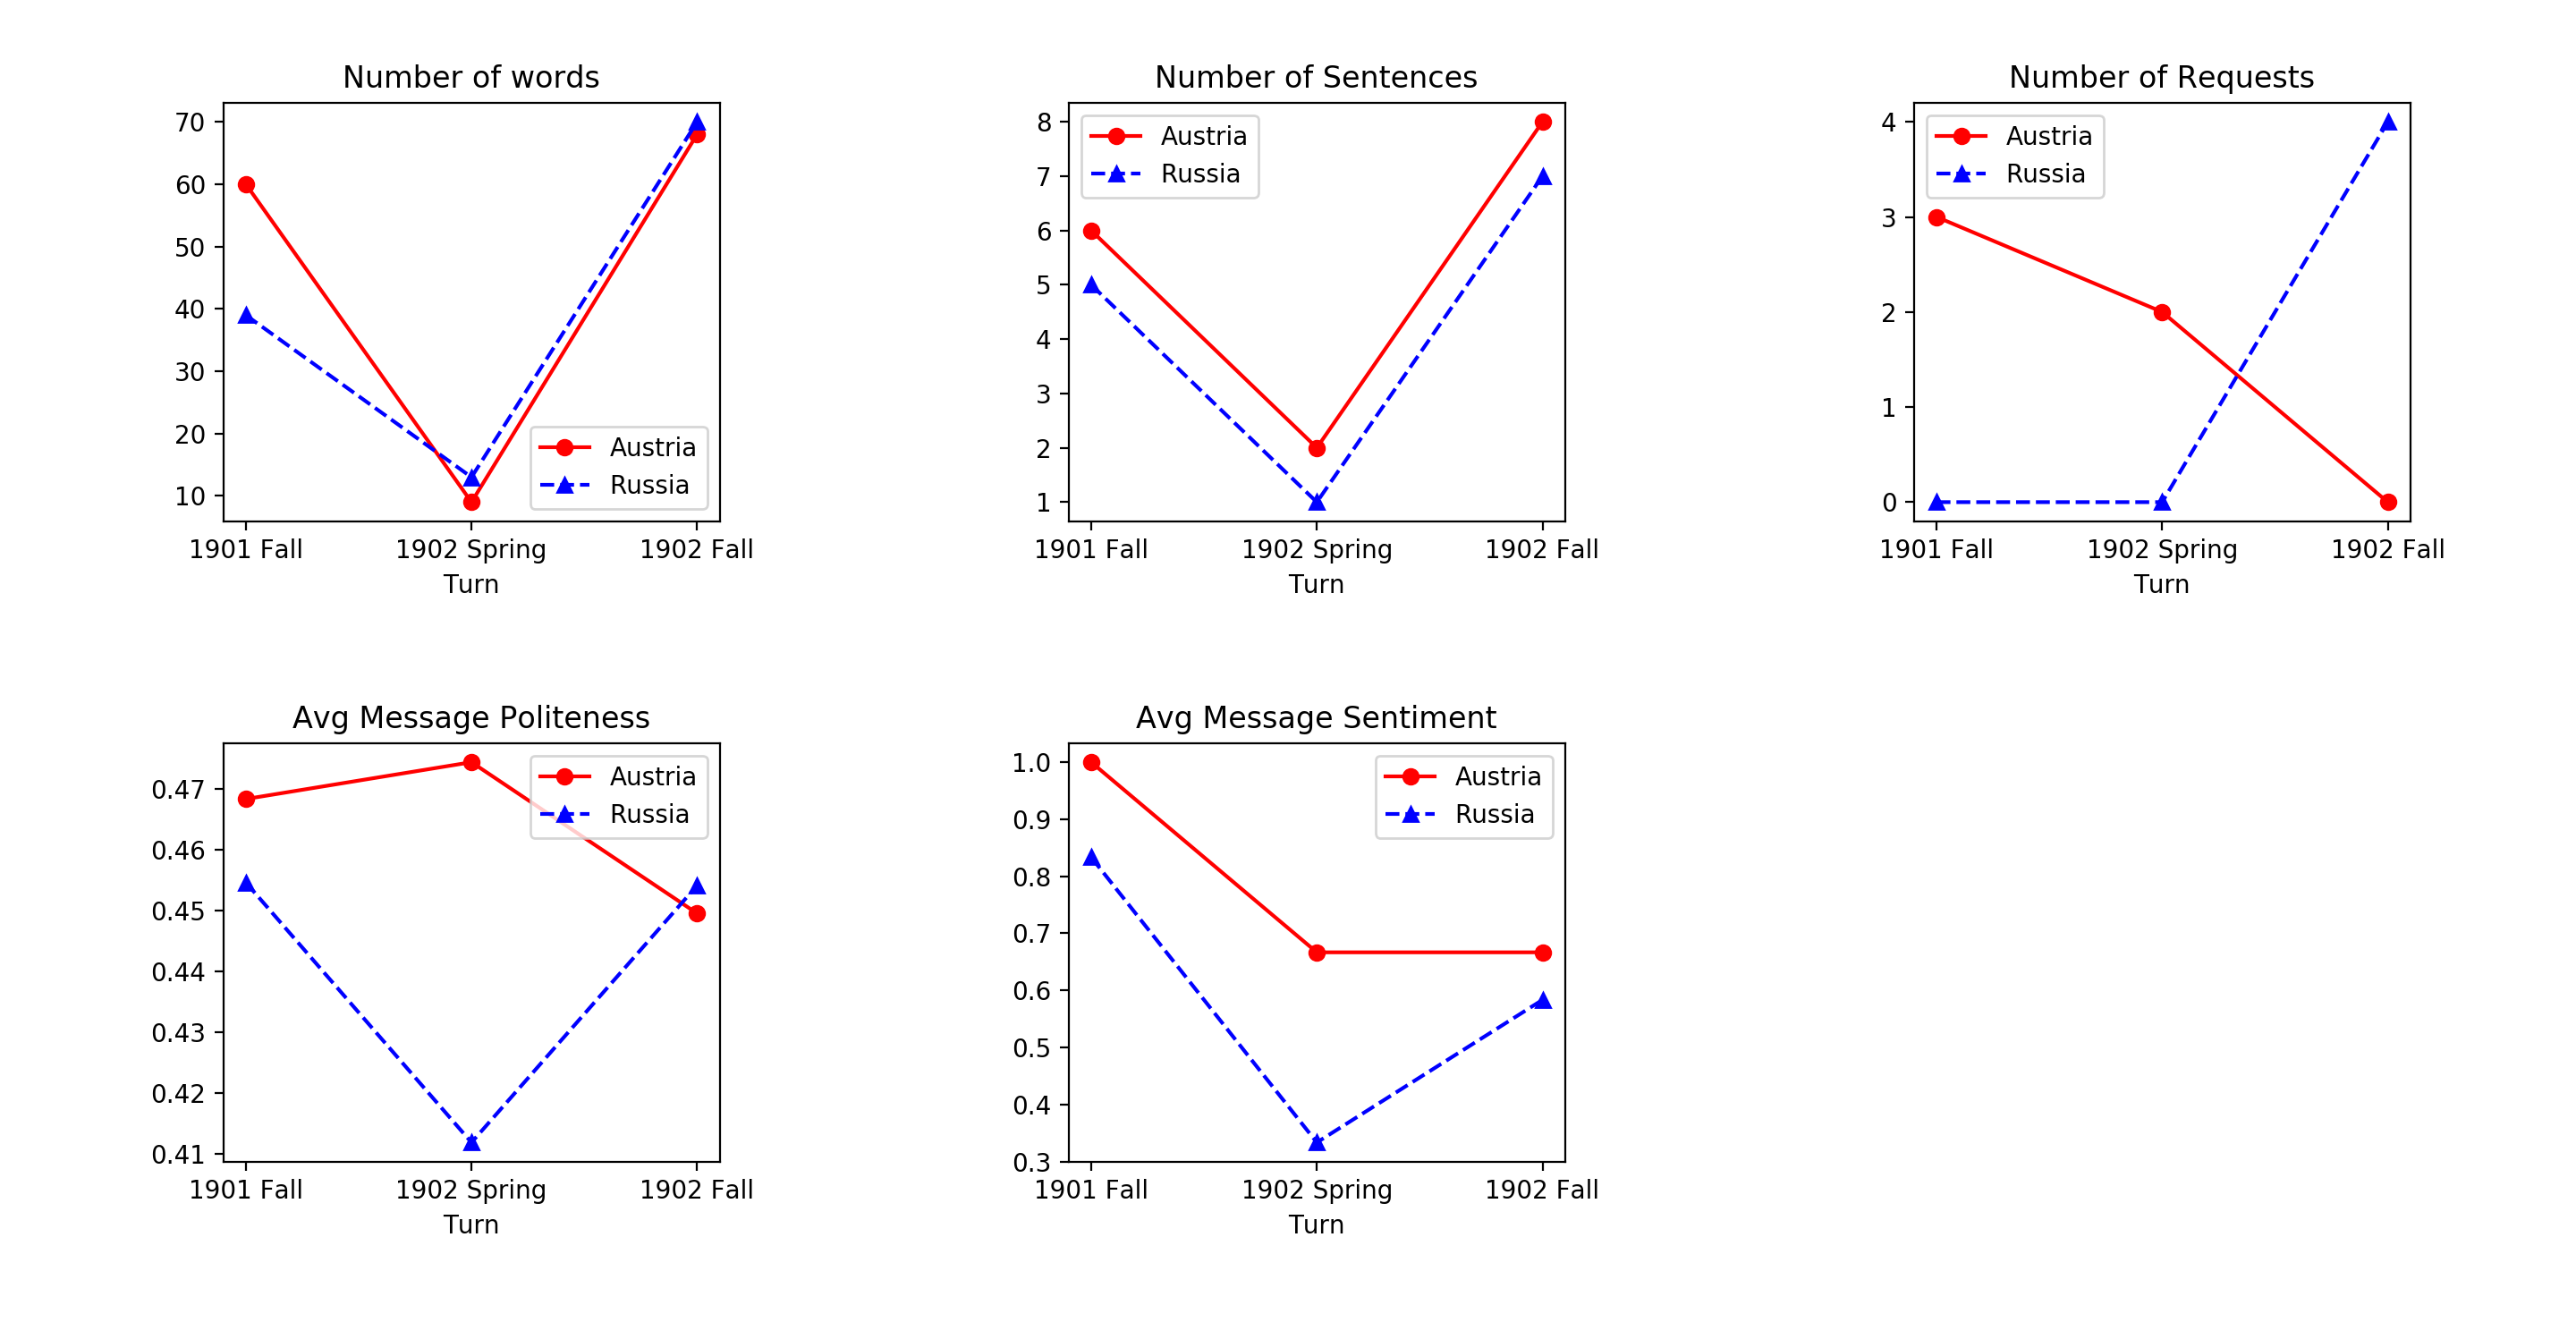 Number of words
70
60
50
40
30
20
10
Austria
Russia
1901 Fall 1902 Spring 1902 Fall
Turn
Number of Sentences
8
7
6
5
4
3
2
1
Austria
Russia
1901 Fall 1902 Spring 1902 Fall
Turn
Number of Requests
4
3
2
1
0
Austria
Russia
1901 Fall 1902 Spring 1902 Fall
Turn
Avg Message Politeness
0.47
0.46
0.45
0.44
0.43
0.42
0.41
Austria
Russia
1901 Fall 1902 Spring 1902 Fall
Turn
Avg Message Sentiment
1.0
0.9
0.8
0.7
0.6
0.5
0.4
0.3
Austria
Russia
1901 Fall 1902 Spring 1902 Fall
Turn